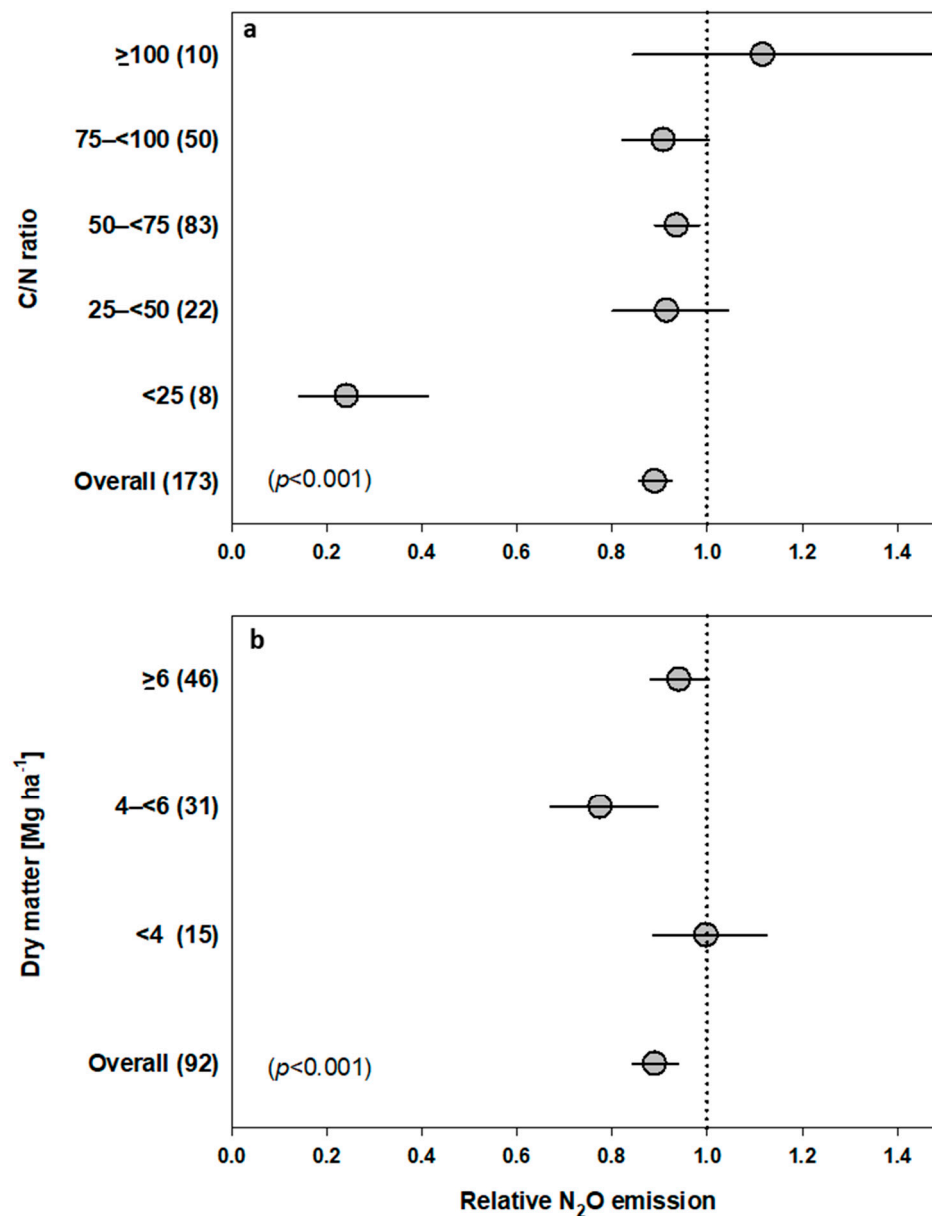 a
≥100 (10)
75–<100 (50)
50–<75 (83)
25–<50 (22)
<25 (8)
Overall (173)
(p<0.001)
C/N ratio
0.0 0.2 0.4 0.6 0.8 1.0 1.2 1.4
b
≥6 (46)
4–<6 (31)
<4 (15)
Overall (92)
(p<0.001)
Dry matter [Mg ha⁻¹]
0.0 0.2 0.4 0.6 0.8 1.0 1.2 1.4
Relative N₂O emission